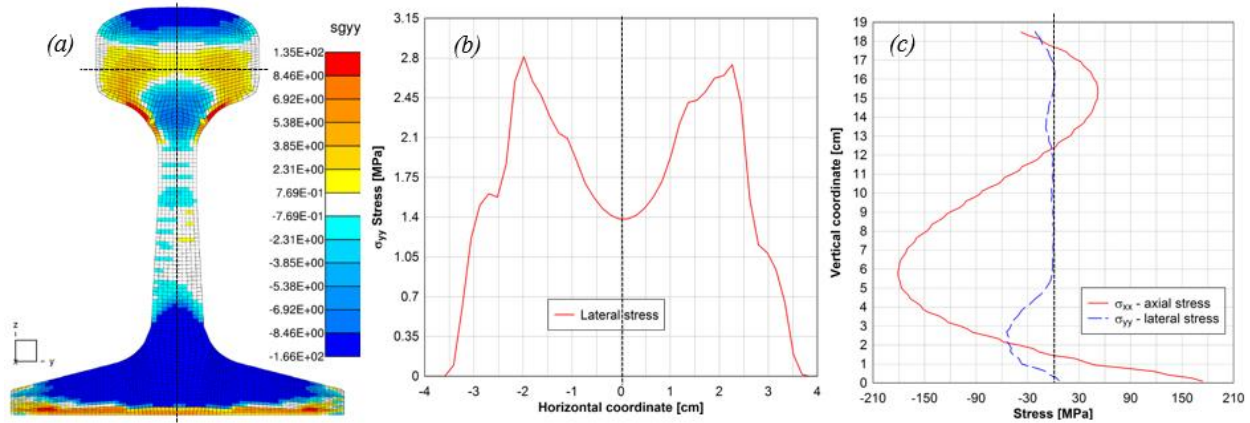 (a)
sgyy
1.35E+02
8.46E+00
6.92E+00
5.38E+00
3.85E+00
2.31E+00
7.69E-01
-7.69E-01
-2.31E+00
-3.85E+00
-5.38E+00
-6.92E+00
-8.46E+00
-1.66E+02
z
x
y
(b)
3.15
2.8
2.45
2.1
1.75
1.4
1.05
0.7
0.35
0
σyy Stress [MPa]
Lateral stress
-4 -3 -2 -1 0 1 2 3 4
Horizontal coordinate [cm]
(c)
19
18
17
16
15
14
13
12
11
10
9
8
7
6
5
4
3
2
1
0
Vertical coordinate [cm]
σxx - axial stress
σyy - lateral stress
-210 -150 -90 -30 30 90 150 210
Stress [MPa]